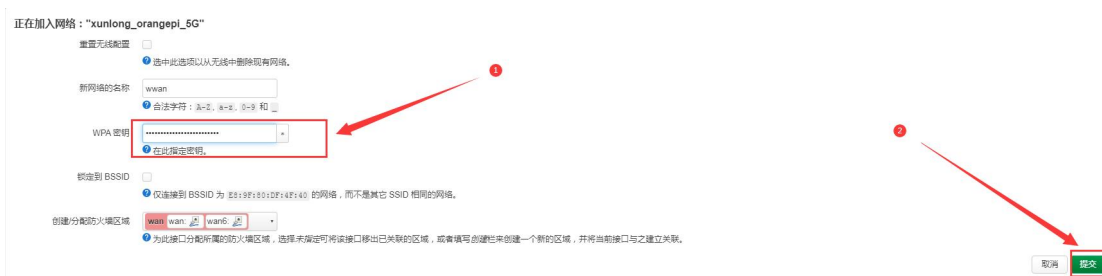 正在加入网络："xunlong_orangepi_5G"
重置无线配置
选中此选项以从无线中删除现有网络。
1
新网络的名称 wwan
合法字符：A-Z, a-z, 0-9 和 _
WPA 密钥 ························ *
在此指定密钥。
2
锁定到 BSSID
仅连接到 BSSID 为 E8:9F:80:DF:4F:40 的网络，而不是其它 SSID 相同的网络。
创建/分配防火墙区域 wan wan: wan6:
为此接口分配所属的防火墙区域，选择未指定可将该接口移出已关联的区域，或者填写创建栏来创建一个新的区域，并将当前接口与之建立关联。
取消 提交